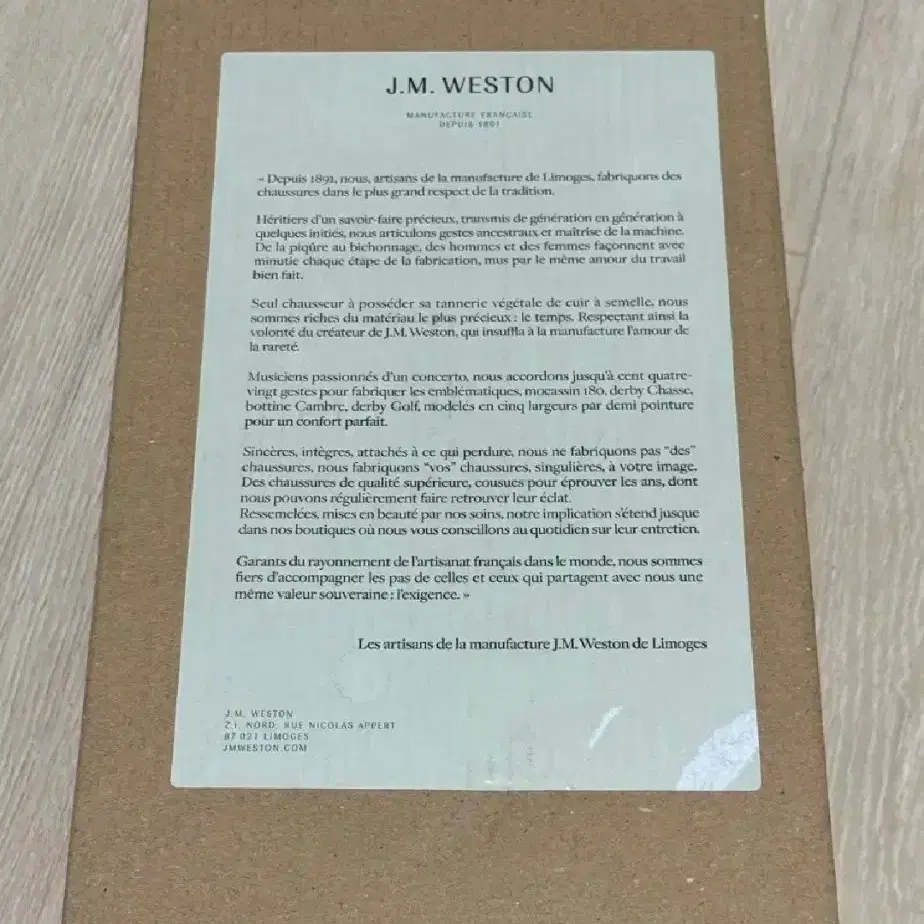 J.M. WESTON
MANUFACTURE FRANÇAISE
DEPUIS 1891
« Depuis 1891, nous, artisans de la manufacture de Limoges, fabriquons des
chaussures dans le plus grand respect de la tradition.
Héritiers d'un savoir-faire précieux, transmis de génération en génération à
quelques initiés, nous articulons gestes ancestraux et maîtrise de la machine.
De la piqûre au bichonnage, des hommes et des femmes façonnent avec
minutie chaque étape de la fabrication, mus par le même amour du travail
bien fait.
Seul chausseur à posséder sa tannerie végétale de cuir à semelle, nous
sommes riches du matériau le plus précieux : le temps. Respectant ainsi la
volonté du créateur de J.M. Weston, qui insuffla à la manufacture l'amour de
la rareté.
Musiciens passionnés d'un concerto, nous accordons jusqu'à cent quatre-
vingt gestes pour fabriquer les emblématiques, mocassin 180, derby Chasse,
bottine Cambre, derby Golf, modelés en cinq largeurs par demi pointure
pour un confort parfait.
Sincères, intègres, attachés à ce qui perdure, nous ne fabriquons pas "des"
chaussures, nous fabriquons "vos" chaussures, singulières, à votre image.
Des chaussures de qualité supérieure, cousues pour éprouver les ans, dont
nous pouvons régulièrement faire retrouver leur éclat.
Ressemelées, mises en beauté par nos soins, notre implication s'étend jusque
dans nos boutiques où nous vous conseillons au quotidien sur leur entretien.
Garants du rayonnement de l'artisanat français dans le monde, nous sommes
fiers d'accompagner les pas de celles et ceux qui partagent avec nous une
même valeur souveraine : l'exigence. »
Les artisans de la manufacture J.M. Weston de Limoges
J.M. WESTON
Z.I. NORD, RUE NICOLAS APPERT
87 021 LIMOGES
JMWESTON.COM